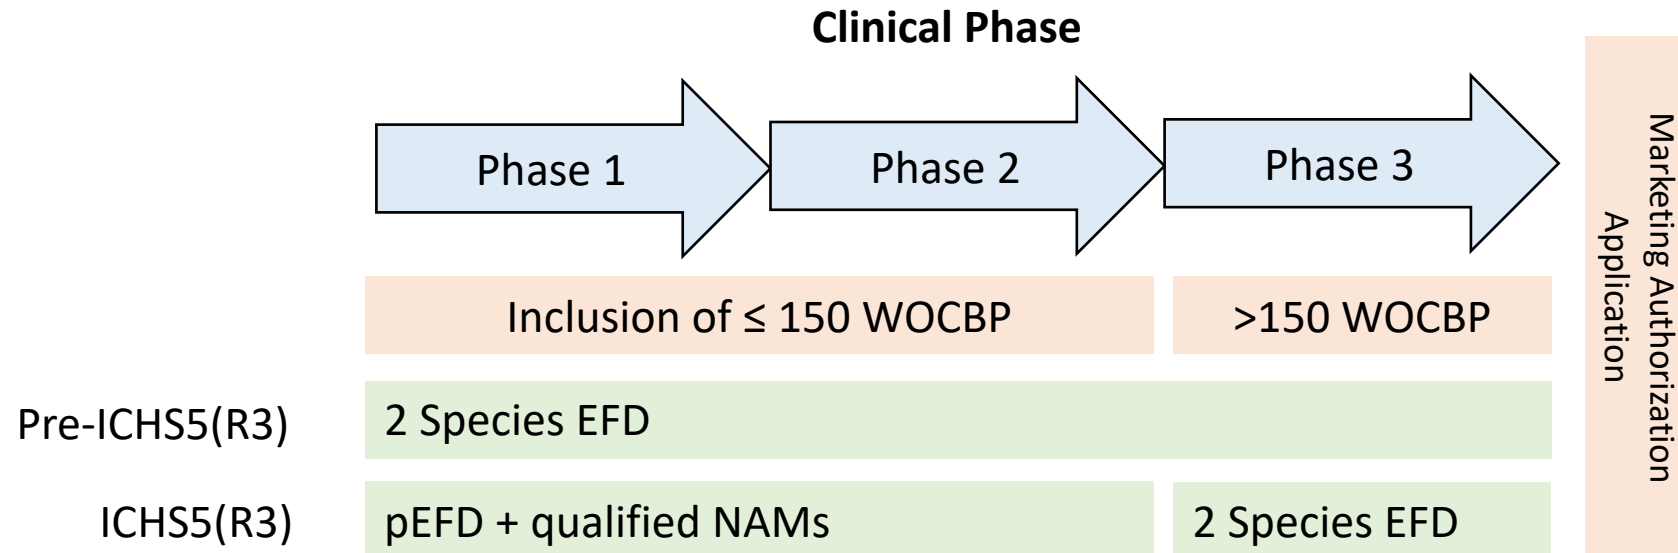 Clinical Phase
Phase 1
Phase 2
Phase 3
Marketing Authorization
Application
Inclusion of ≤ 150 WOCBP
>150 WOCBP
Pre-ICHS5(R3)
2 Species EFD
ICHS5(R3)
pEFD + qualified NAMs
2 Species EFD